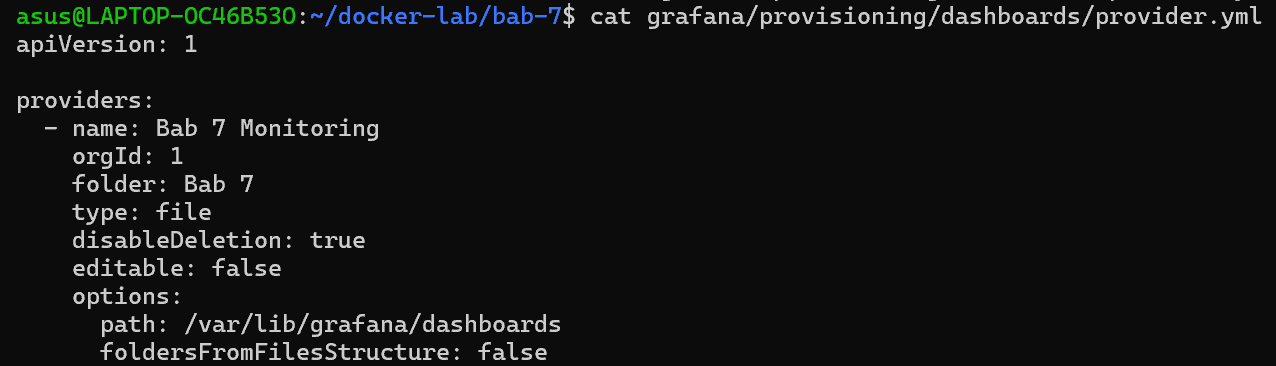 asus@LAPTOP-OC46B53O:~/docker-lab/bab-7$ cat grafana/provisioning/dashboards/provider.yml
apiVersion: 1

providers:
  - name: Bab 7 Monitoring
    orgId: 1
    folder: Bab 7
    type: file
    disableDeletion: true
    editable: false
    options:
      path: /var/lib/grafana/dashboards
      foldersFromFilesStructure: false